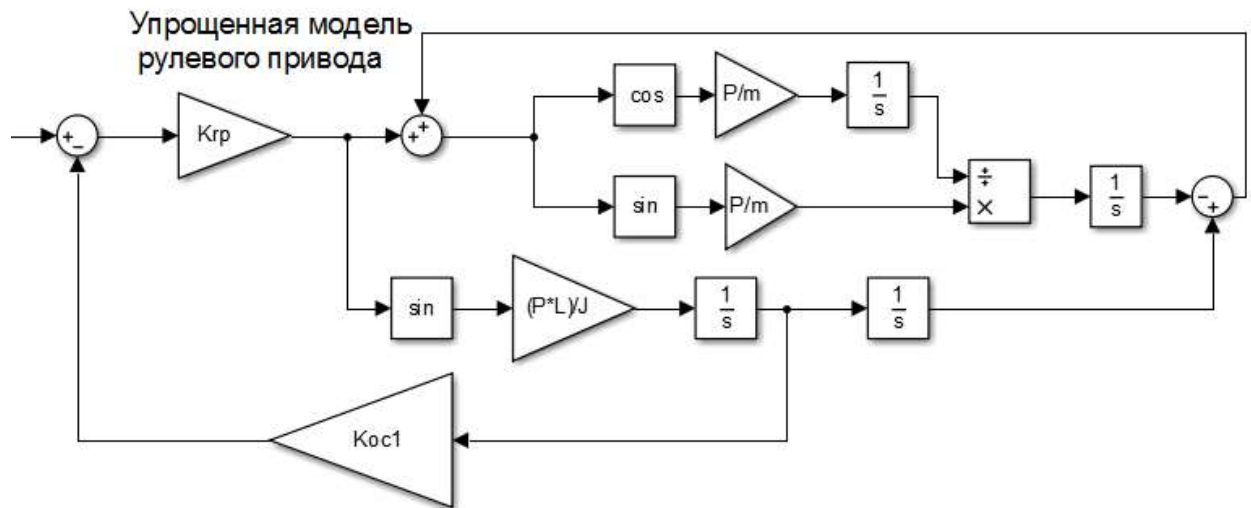 Упрощенная модель
рулевого привода
cos
P/m
1
s
Krp
sin
P/m
1
s
sin
(P*L)/J
1
s
1
s
Koc1